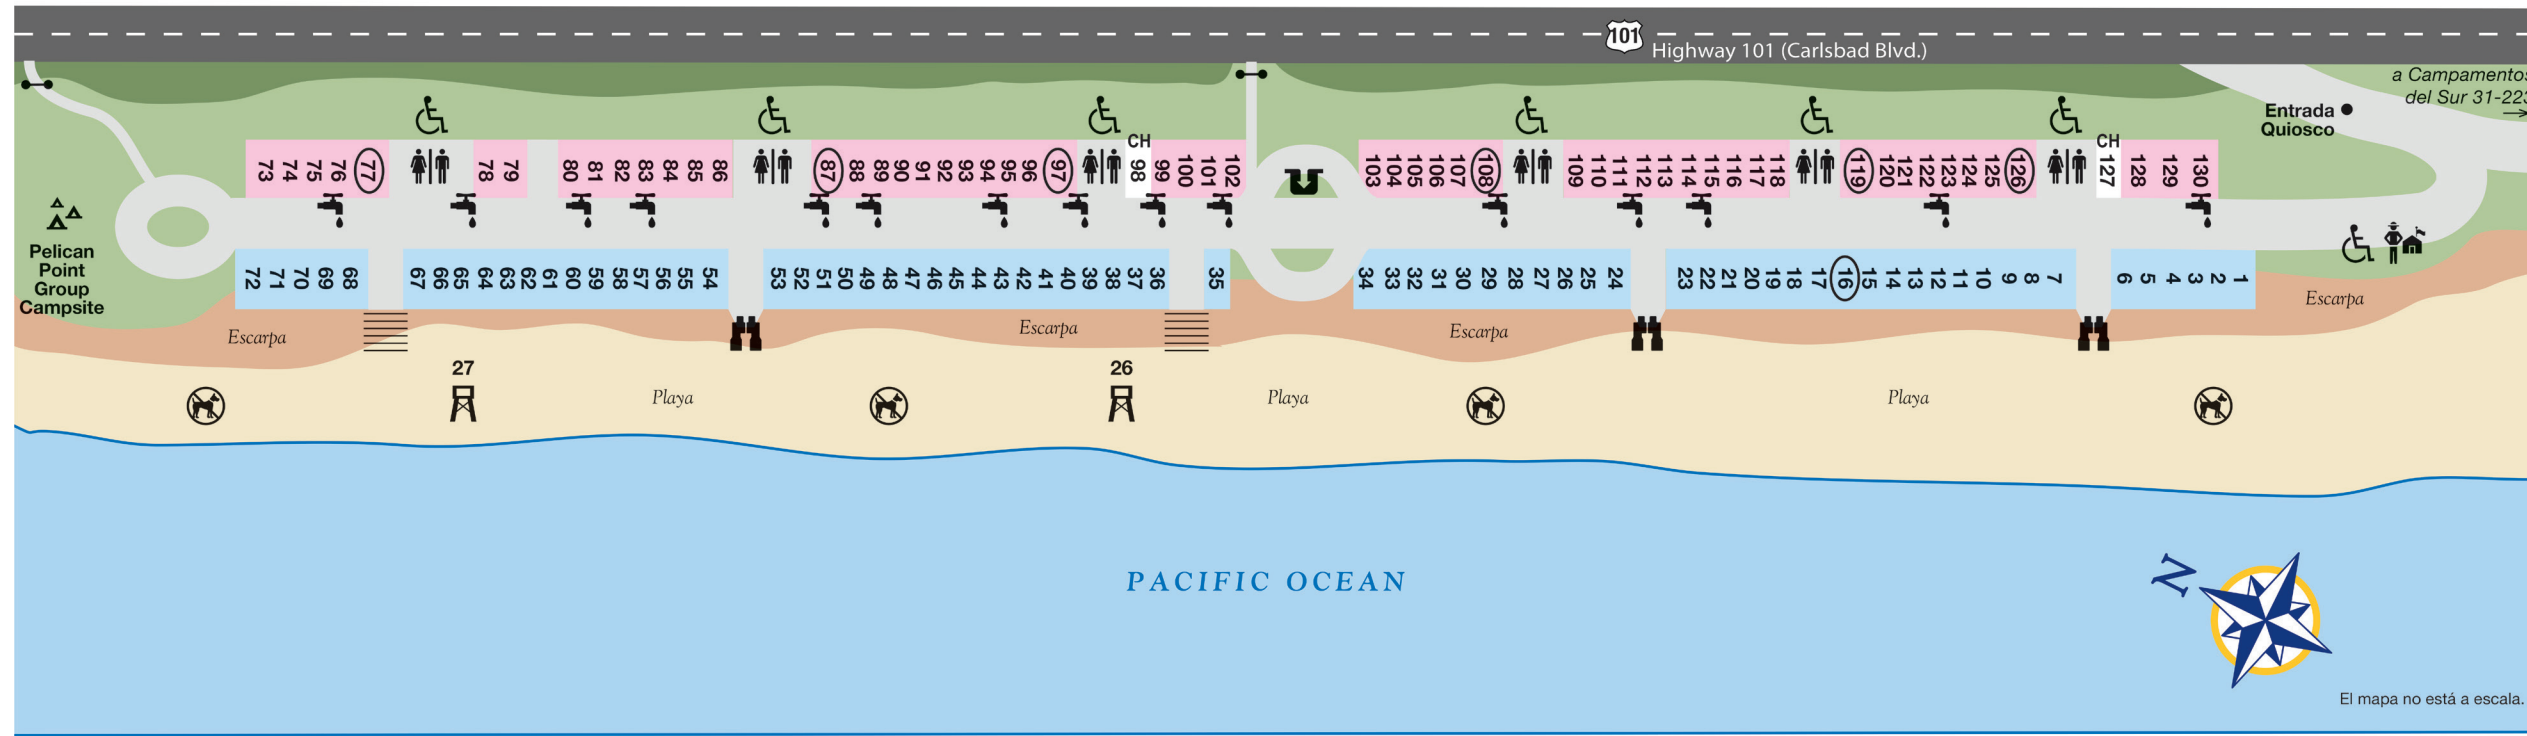 101
Highway 101 (Carlsbad Blvd.)
a Campamentos
del Sur 31-223
Entrada
Quiosco
CH
CH
73 74 75 76 77 78 79 80 81 82 83 84 85 86 87 88 89 90 91 92 93 94 95 96 97 98 99 100 101 102 103 104 105 106 107 108 109 110 111 112 113 114 115 116 117 118 119 120 121 122 123 124 125 126 127 128 129 130
Pelican
Point
Group
Campsite
72 71 70 69 68 67 66 65 64 63 62 61 60 59 58 57 56 55 54 53 52 51 50 49 48 47 46 45 44 43 42 41 40 39 38 37 36 35 34 33 32 31 30 29 28 27 26 25 24 23 22 21 20 19 18 17 16 15 14 13 12 11 10 9 8 7 6 5 4 3 2 1
Escarpa
Escarpa
Escarpa
Escarpa
27
26
Playa
Playa
Playa
PACIFIC OCEAN
N
El mapa no está a escala.